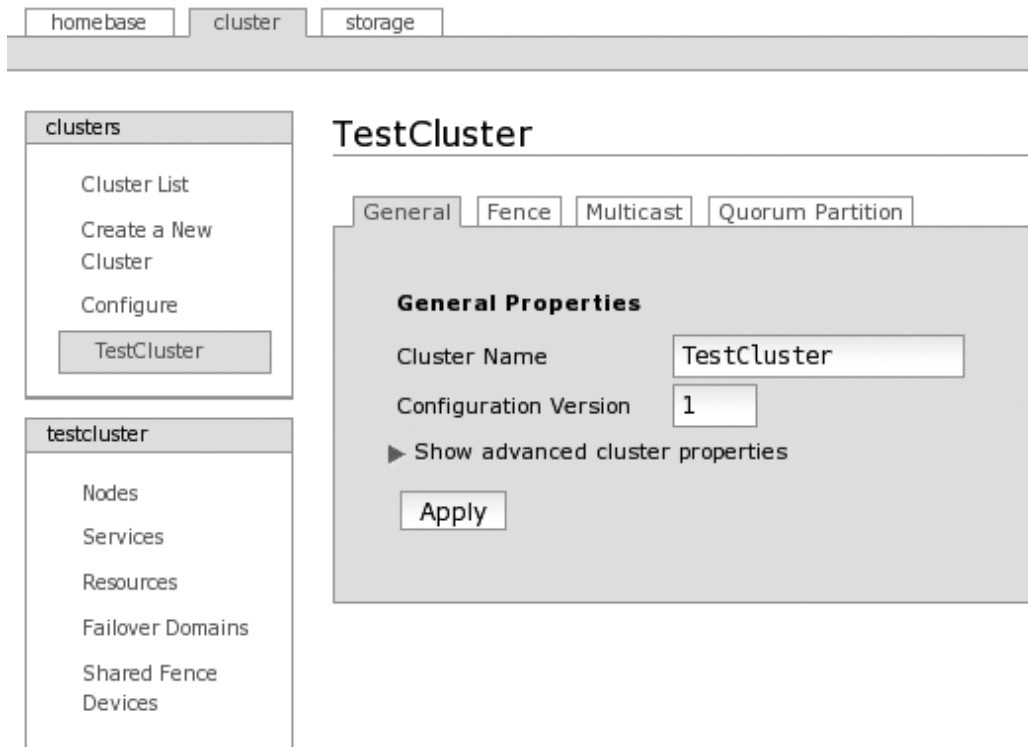 homebase cluster storage
clusters
Cluster List
Create a New
Cluster
Configure
TestCluster
testcluster
Nodes
Services
Resources
Failover Domains
Shared Fence
Devices
TestCluster
General Fence Multicast Quorum Partition
General Properties
Cluster Name TestCluster
Configuration Version 1
Show advanced cluster properties
Apply